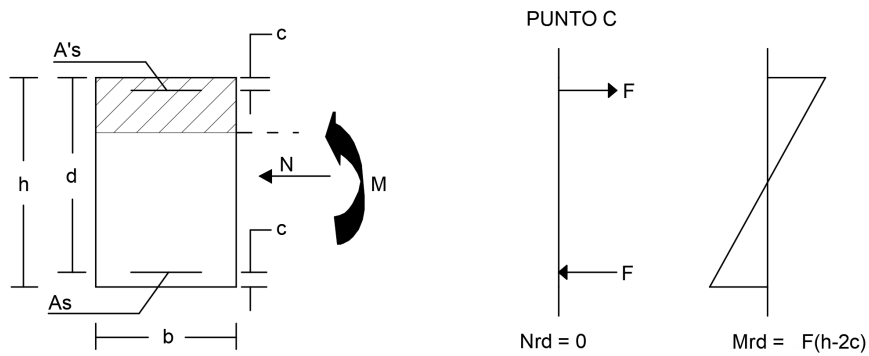 PUNTO C
c
A's
F
N
M
h
d
c
F
As
b
Nrd = 0
Mrd = F(h-2c)